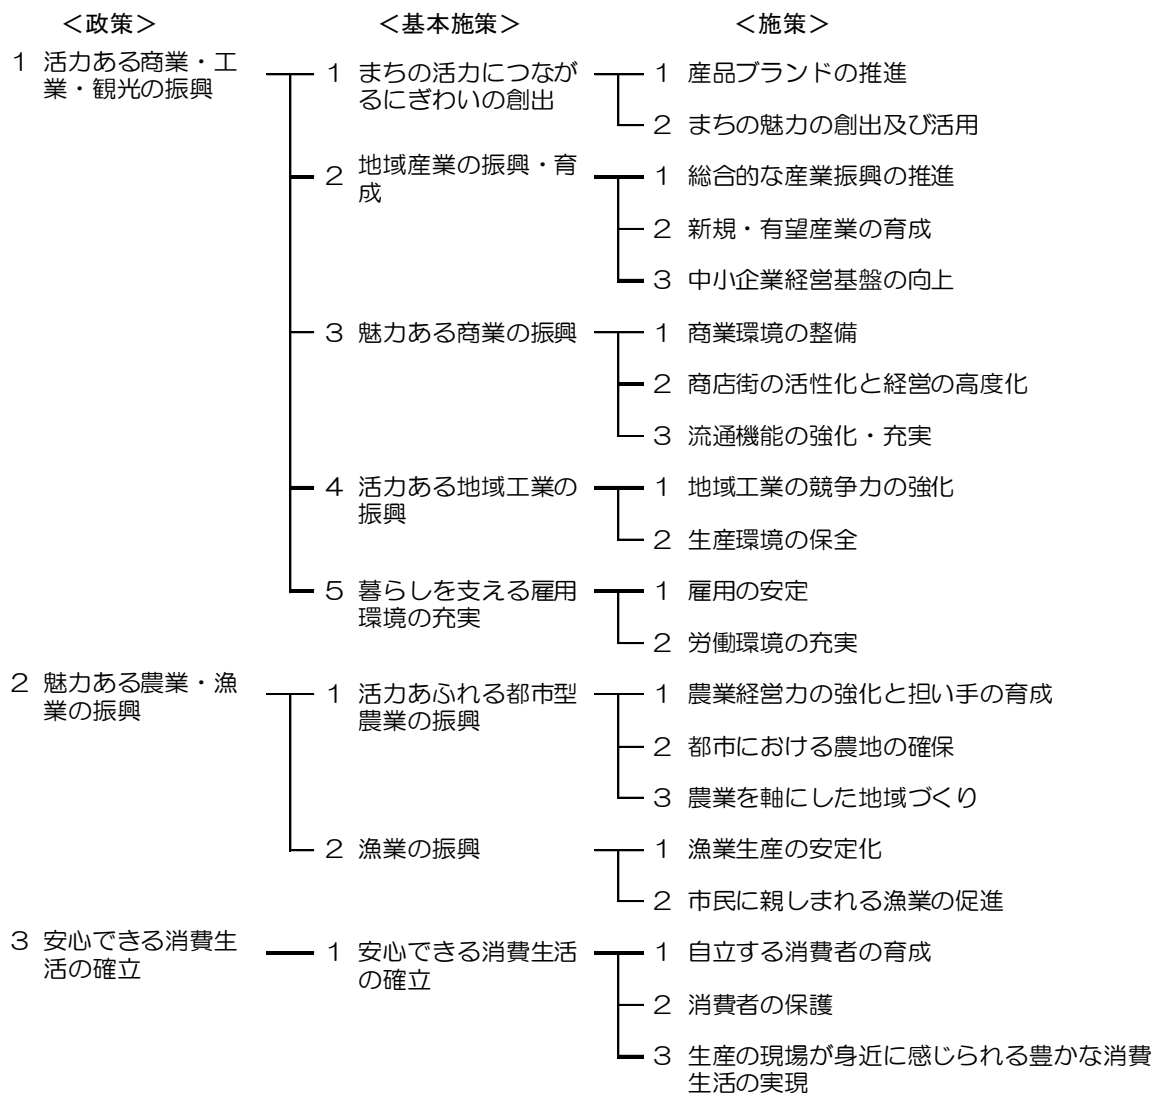 ＜政策＞ ＜基本施策＞ ＜施策＞
1 活力ある商業・工
業・観光の振興
1 まちの活力につなが
るにぎわいの創出
1 産品ブランドの推進
2 まちの魅力の創出及び活用
2 地域産業の振興・育
成
1 総合的な産業振興の推進
2 新規・有望産業の育成
3 中小企業経営基盤の向上
3 魅力ある商業の振興
1 商業環境の整備
2 商店街の活性化と経営の高度化
3 流通機能の強化・充実
4 活力ある地域工業の
振興
1 地域工業の競争力の強化
2 生産環境の保全
5 暮らしを支える雇用
環境の充実
1 雇用の安定
2 労働環境の充実
2 魅力ある農業・漁
業の振興
1 活力あふれる都市型
農業の振興
1 農業経営力の強化と担い手の育成
2 都市における農地の確保
3 農業を軸にした地域づくり
2 漁業の振興
1 漁業生産の安定化
2 市民に親しまれる漁業の促進
3 安心できる消費生
活の確立
1 安心できる消費生活
の確立
1 自立する消費者の育成
2 消費者の保護
3 生産の現場が身近に感じられる豊かな消費
生活の実現